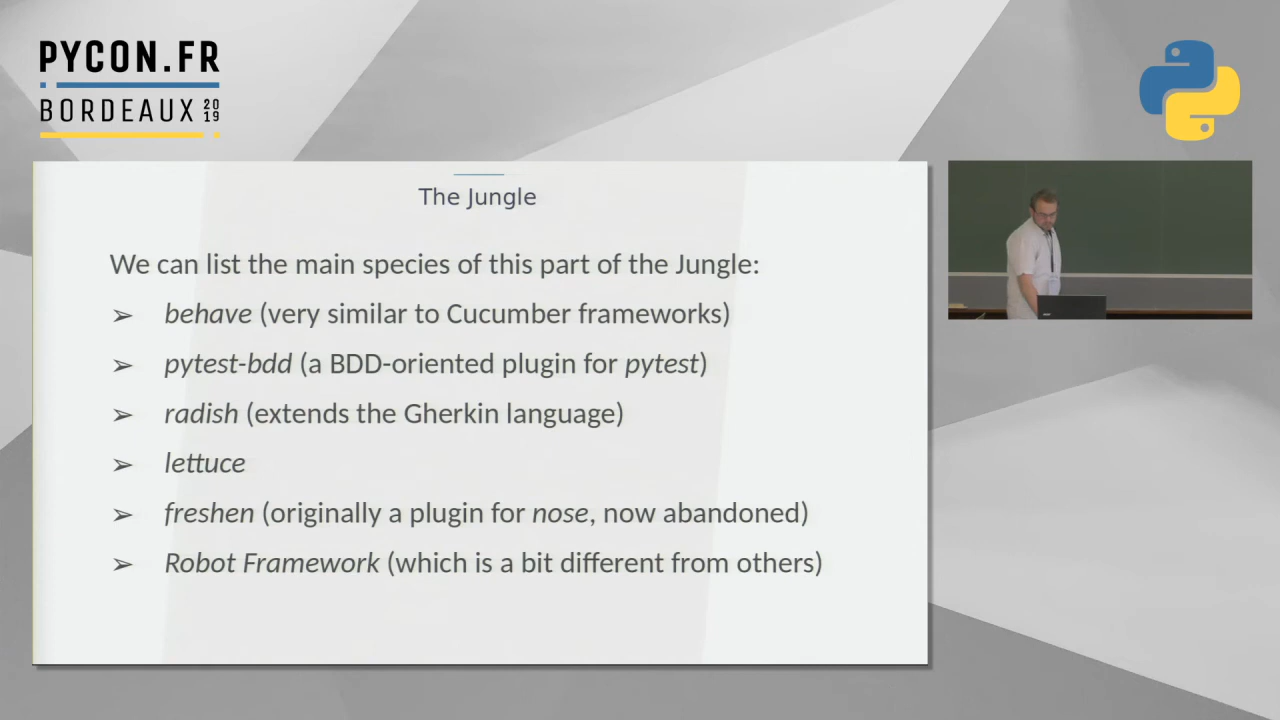 PYCON.FR
BORDEAUX 2019
The Jungle
We can list the main species of this part of the Jungle:
➢ behave (very similar to Cucumber frameworks)
➢ pytest-bdd (a BDD-oriented plugin for pytest)
➢ radish (extends the Gherkin language)
➢ lettuce
➢ freshen (originally a plugin for nose, now abandoned)
➢ Robot Framework (which is a bit different from others)